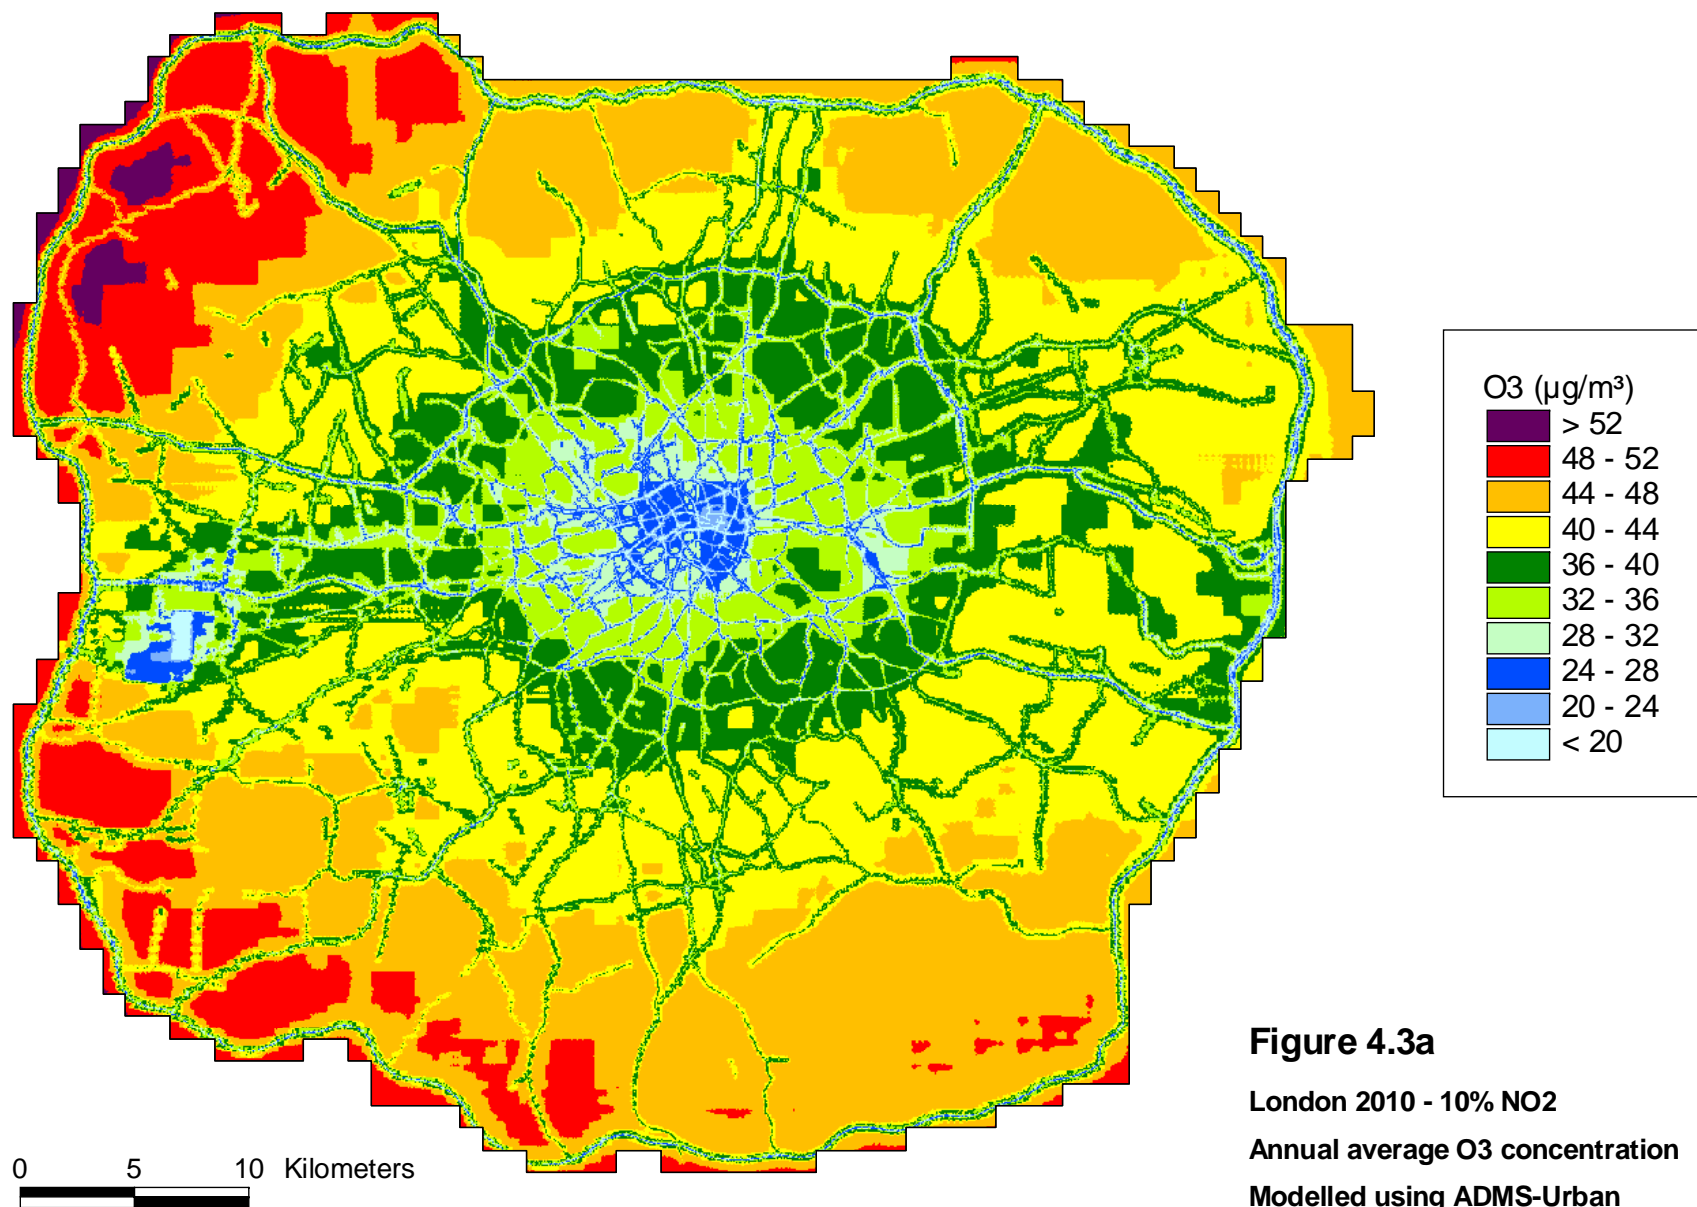 O3 (µg/m³)
> 52
48 - 52
44 - 48
40 - 44
36 - 40
32 - 36
28 - 32
24 - 28
20 - 24
< 20
Figure 4.3a
London 2010 - 10% NO2
Annual average O3 concentration
Modelled using ADMS-Urban
0 5 10 Kilometers